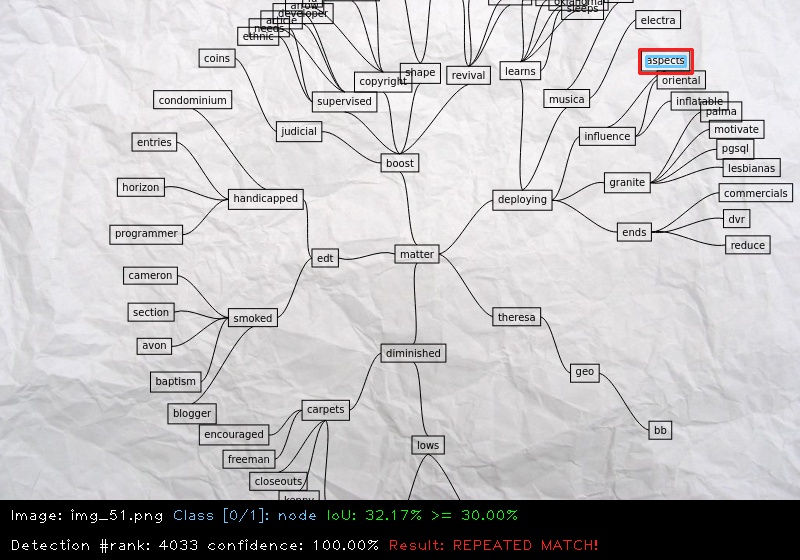 arrow
developer
article
needs
ethnic
oklahoma
sleeps
electra
coins
copyright
shape
revival
learns
aspects
oriental
condominium
supervised
musica
inflatable
palma
judicial
influence
motivate
entries
pgsql
boost
lesbianas
horizon
granite
handicapped
deploying
commercials
dvr
programmer
ends
reduce
matter
edt
cameron
section
smoked
theresa
avon
diminished
geo
baptism
blogger
carpets
encouraged
bb
lows
freeman
closeouts
kenny
Image: img_51.png Class [0/1]: node IoU: 32.17% >= 30.00%
Detection #rank: 4033 confidence: 100.00% Result: REPEATED MATCH!